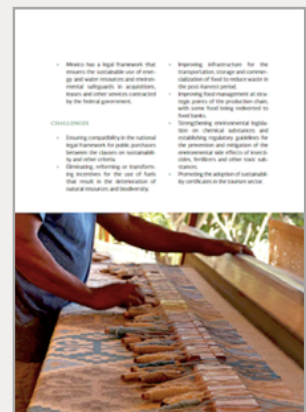 - Mexico has a legal framework that
ensures the sustainable use of ener-
gy and water resources and environ-
mental safeguards in acquisitions,
leases and other services contracted
by the federal government.
CHALLENGES
- Ensuring compatibility in the national
legal framework for public purchases
between the clauses on sustainabili-
ty and other criteria.
- Eliminating, reforming or transform-
ing incentives for the use of fuels
that result in the deterioration of
natural resources and biodiversity.
- Improving infrastructure for the
transportation, storage and commer-
cialization of food to reduce waste in
the post-harvest period.
- Improving food management at stra-
tegic points of the production chain,
with some food being redirected to
food banks.
- Strengthening environmental legisla-
tion on chemical substances and
establishing regulatory guidelines for
the prevention and mitigation of the
environmental side effects of insecti-
cides, fertilizers and other toxic sub-
stances.
- Promoting the adoption of sustainabili-
ty certificates in the tourism sector.